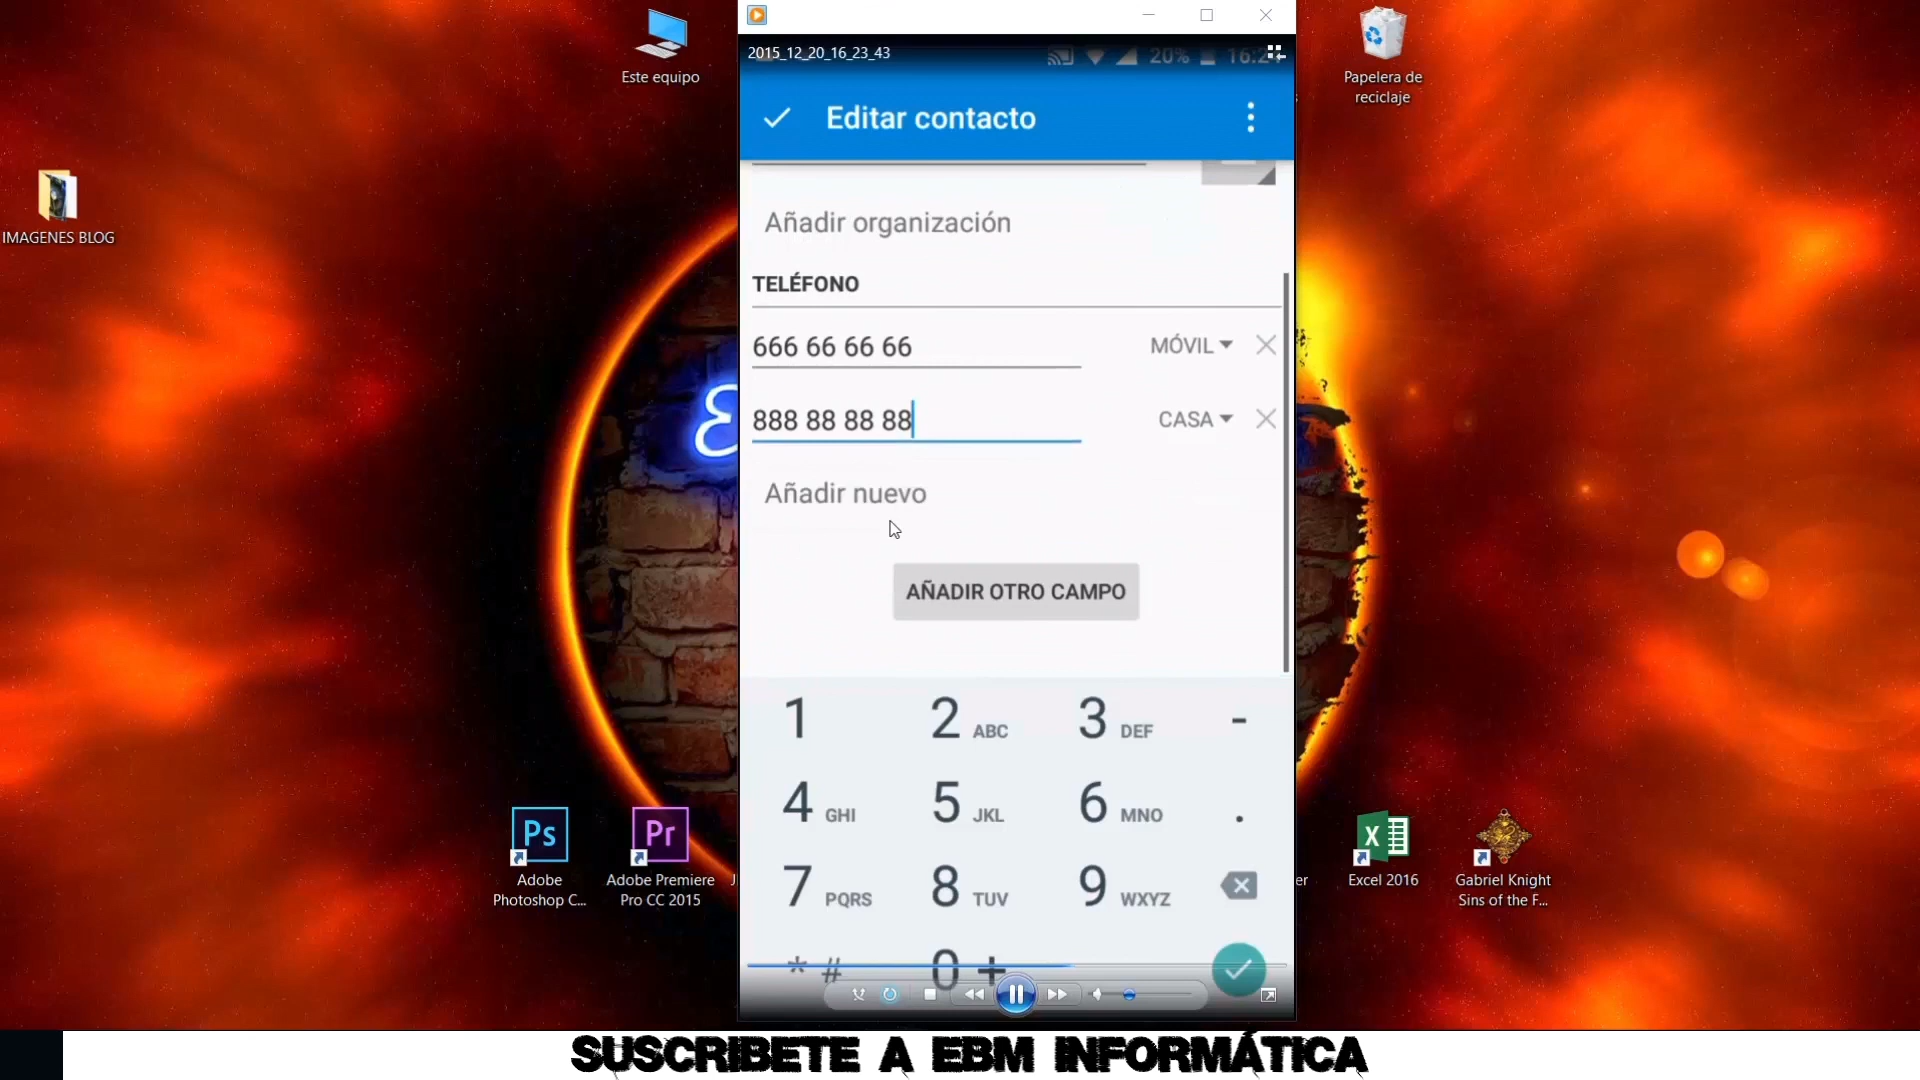 Este equipo
Papelera de
reciclaje
IMAGENES BLOG
2015_12_20_16_23_43
20%
Editar contacto
Añadir organización
TELÉFONO
666 66 66 66
MÓVIL
888 88 88 88
CASA
Añadir nuevo
AÑADIR OTRO CAMPO
1
2 ABC
3 DEF
-
4 GHI
5 JKL
6 MNO
.
7 PQRS
8 TUV
9 WXYZ
* #
0 +
Ps
Adobe
Photoshop C...
Pr
Adobe Premiere
Pro CC 2015
er
Excel 2016
Gabriel Knight
Sins of the F...
SUSCRIBETE A EBM INFORMÁTICA